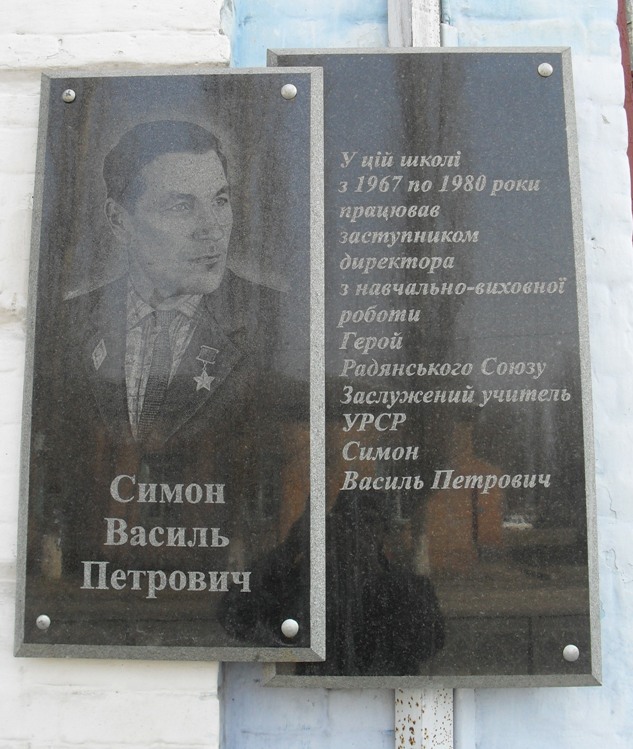 Симон
Василь
Петрович
У цій школі
з 1967 по 1980 роки
працював
заступником
директора
з навчально-виховної
роботи
Герой
Радянського Союзу
Заслужений учитель
УРСР
Симон
Василь Петрович